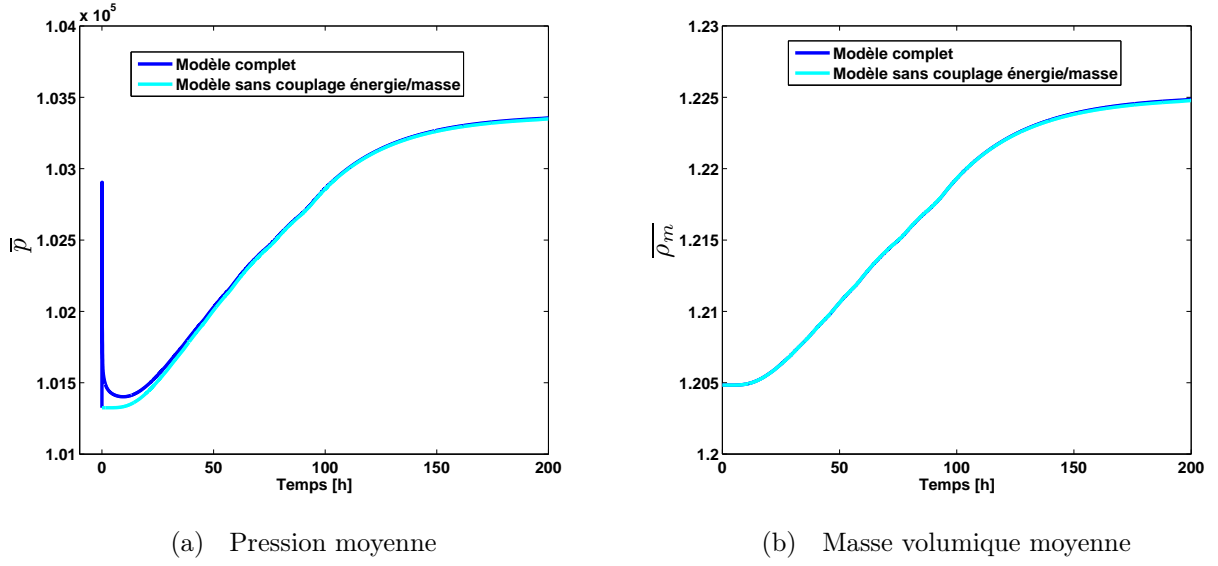 1.04 x 10^5
1.035
1.03
1.025
1.02
1.015
1.01
p̅
0 50 100 150 200
Temps [h]
Modèle complet
Modèle sans couplage énergie/masse
(a) Pression moyenne
1.23
1.225
1.22
1.215
1.21
1.205
1.2
ρ̅m̅
0 50 100 150 200
Temps [h]
Modèle complet
Modèle sans couplage énergie/masse
(b) Masse volumique moyenne